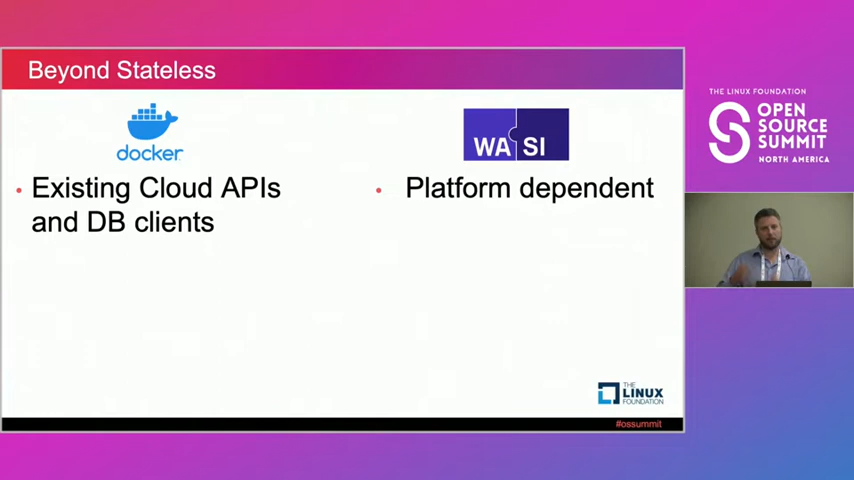 Beyond Stateless
docker
WA SI
• Existing Cloud APIs
and DB clients
• Platform dependent
THE
LINUX
FOUNDATION
#ossummit
THE LINUX FOUNDATION
OPEN
SOURCE
SUMMIT
NORTH AMERICA